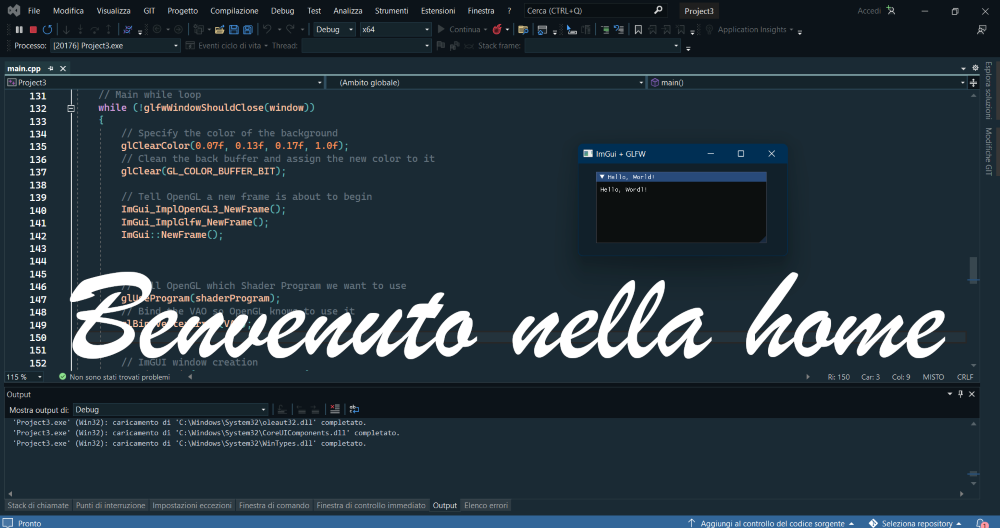 File Modifica Visualizza GIT Progetto Compilazione Debug Test Analizza Strumenti Estensioni Finestra ? Cerca (CTRL+Q) Project3 Accedi
Debug x64 Continua Application Insights
Processo: [20176] Project3.exe Eventi ciclo di vita Thread: Stack frame:
main.cpp
Project3 (Ambito globale) main()
131 // Main while loop
132 while (!glfwWindowShouldClose(window))
133 {
134 // Specify the color of the background
135 glClearColor(0.07f, 0.13f, 0.17f, 1.0f);
136 // Clean the back buffer and assign the new color to it
137 glClear(GL_COLOR_BUFFER_BIT);
138
139 // Tell OpenGL a new frame is about to begin
140 ImGui_ImplOpenGL3_NewFrame();
141 ImGui_ImplGlfw_NewFrame();
142 ImGui::NewFrame();
143
144
145
146 OpenGL which Shader Program we want to use
147 (shaderProgram);
148 // Bind the VAO so OpenGL knows to use it
149
150
151
152 // ImGUI window creation
ImGui + GLFW
Hello, World!
Hello, Wordl!
Benvenuto nella home
115 % Non sono stati trovati problemi Ri: 150 Car: 3 Col: 9 MISTO CRLF
Output
Mostra output di: Debug
'Project3.exe' (Win32): caricamento di 'C:\Windows\System32\oleaut32.dll' completato.
'Project3.exe' (Win32): caricamento di 'C:\Windows\System32\CoreUIComponents.dll' completato.
'Project3.exe' (Win32): caricamento di 'C:\Windows\System32\WinTypes.dll' completato.
Stack di chiamate Punti di interruzione Impostazioni eccezioni Finestra di comando Finestra di controllo immediato Output Elenco errori
Pronto Aggiungi al controllo del codice sorgente Seleziona repository
Esplora soluzioni
Modifiche GIT